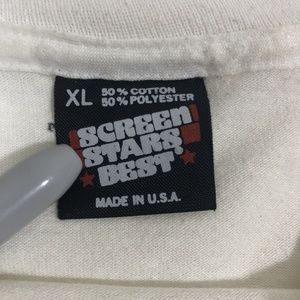 XL 50% COTTON
50% POLYESTER
SCREEN
STARS
BEST
MADE IN U.S.A.